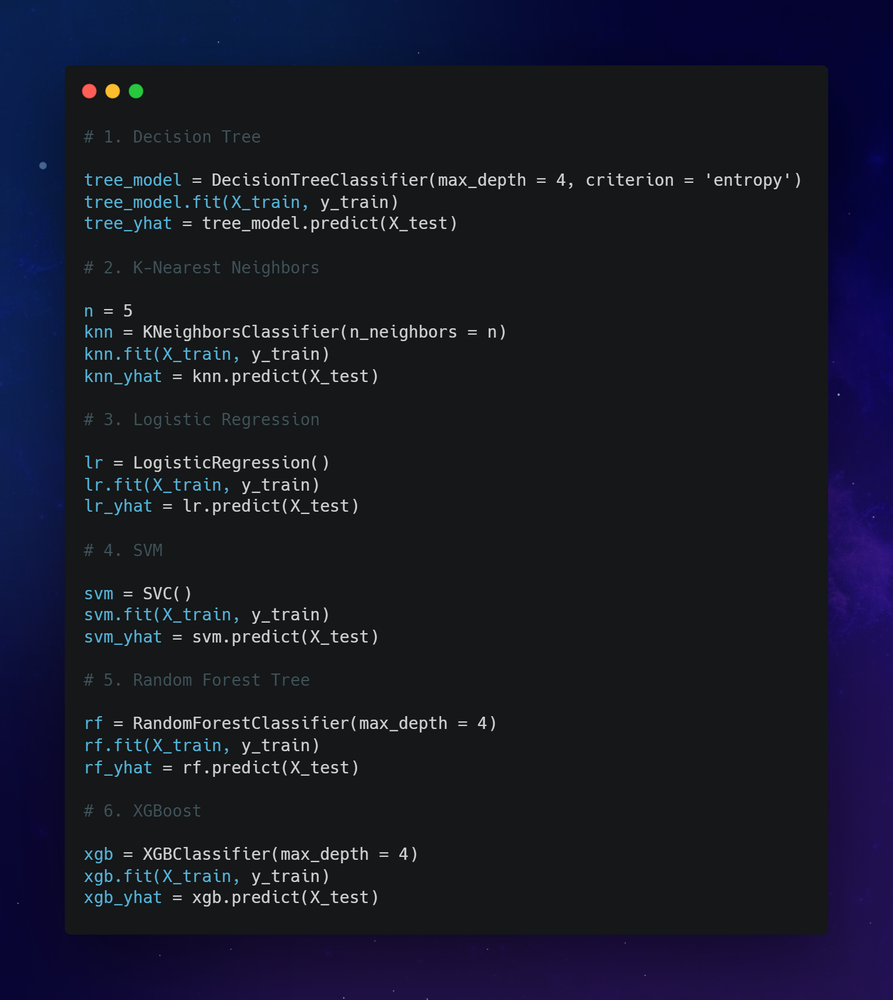 # 1. Decision Tree
tree_model = DecisionTreeClassifier(max_depth = 4, criterion = 'entropy')
tree_model.fit(X_train, y_train)
tree_yhat = tree_model.predict(X_test)
# 2. K-Nearest Neighbors
n = 5
knn = KNeighborsClassifier(n_neighbors = n)
knn.fit(X_train, y_train)
knn_yhat = knn.predict(X_test)
# 3. Logistic Regression
lr = LogisticRegression()
lr.fit(X_train, y_train)
lr_yhat = lr.predict(X_test)
# 4. SVM
svm = SVC()
svm.fit(X_train, y_train)
svm_yhat = svm.predict(X_test)
# 5. Random Forest Tree
rf = RandomForestClassifier(max_depth = 4)
rf.fit(X_train, y_train)
rf_yhat = rf.predict(X_test)
# 6. XGBoost
xgb = XGBClassifier(max_depth = 4)
xgb.fit(X_train, y_train)
xgb_yhat = xgb.predict(X_test)